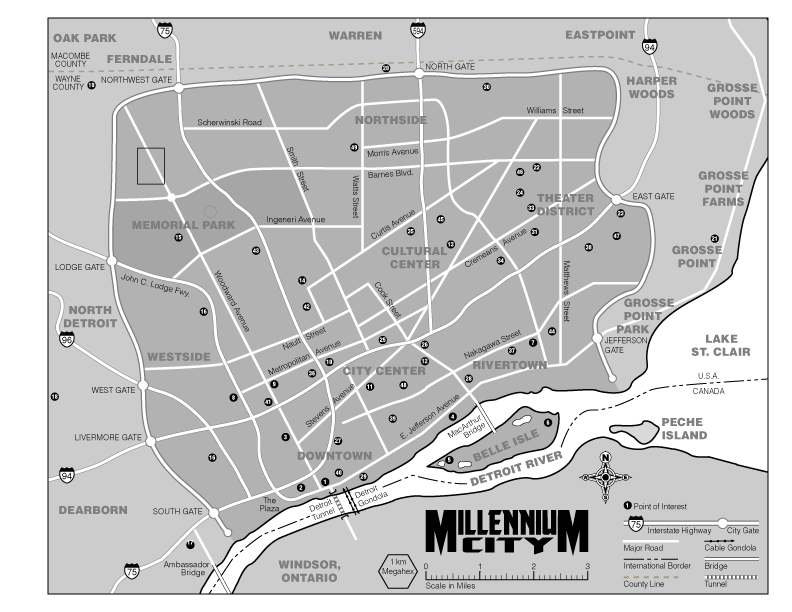 OAK PARK
75
WARREN
594
EASTPOINT
94
MACOMBE
COUNTY
FERNDALE
WAYNE
COUNTY
NORTHWEST GATE
NORTH GATE
HARPER
WOODS
GROSSE
POINT
WOODS
Williams Street
Scherwinski Road
NORTHSIDE
Smith Street
Watts Street
Morris Avenue
Barnes Blvd.
GROSSE
POINT
FARMS
THEATER
DISTRICT
EAST GATE
MEMORIAL PARK
Ingeneri Avenue
Curtis Avenue
CULTURAL
CENTER
Cremeans Avenue
GROSSE
POINT
LODGE GATE
John C. Lodge Fwy.
Woodward Avenue
Cook Street
Matthews Street
NORTH
DETROIT
96
GROSSE
POINT
PARK
JEFFERSON
GATE
LAKE
ST. CLAIR
Nault Street
Metropolitan Avenue
Nakagawa Street
WESTSIDE
CITY CENTER
RIVERTOWN
U.S.A.
CANADA
WEST GATE
Stevens Avenue
E. Jefferson Avenue
MacArthur
Bridge
BELLE ISLE
PECHE
ISLAND
LIVERMORE GATE
DOWNTOWN
DETROIT RIVER
94
DEARBORN
SOUTH GATE
The
Plaza
Detroit
Tunnel
Detroit
Gondola
N
E
S
W
75
Ambassador
Bridge
WINDSOR,
ONTARIO
1 km
Megahex
MILLENNIUM
CITY
0 1 2 3
Scale in Miles
1 Point of Interest
75
Interstate Highway
City Gate
Major Road
Cable Gondola
International Border
Bridge
County Line
Tunnel